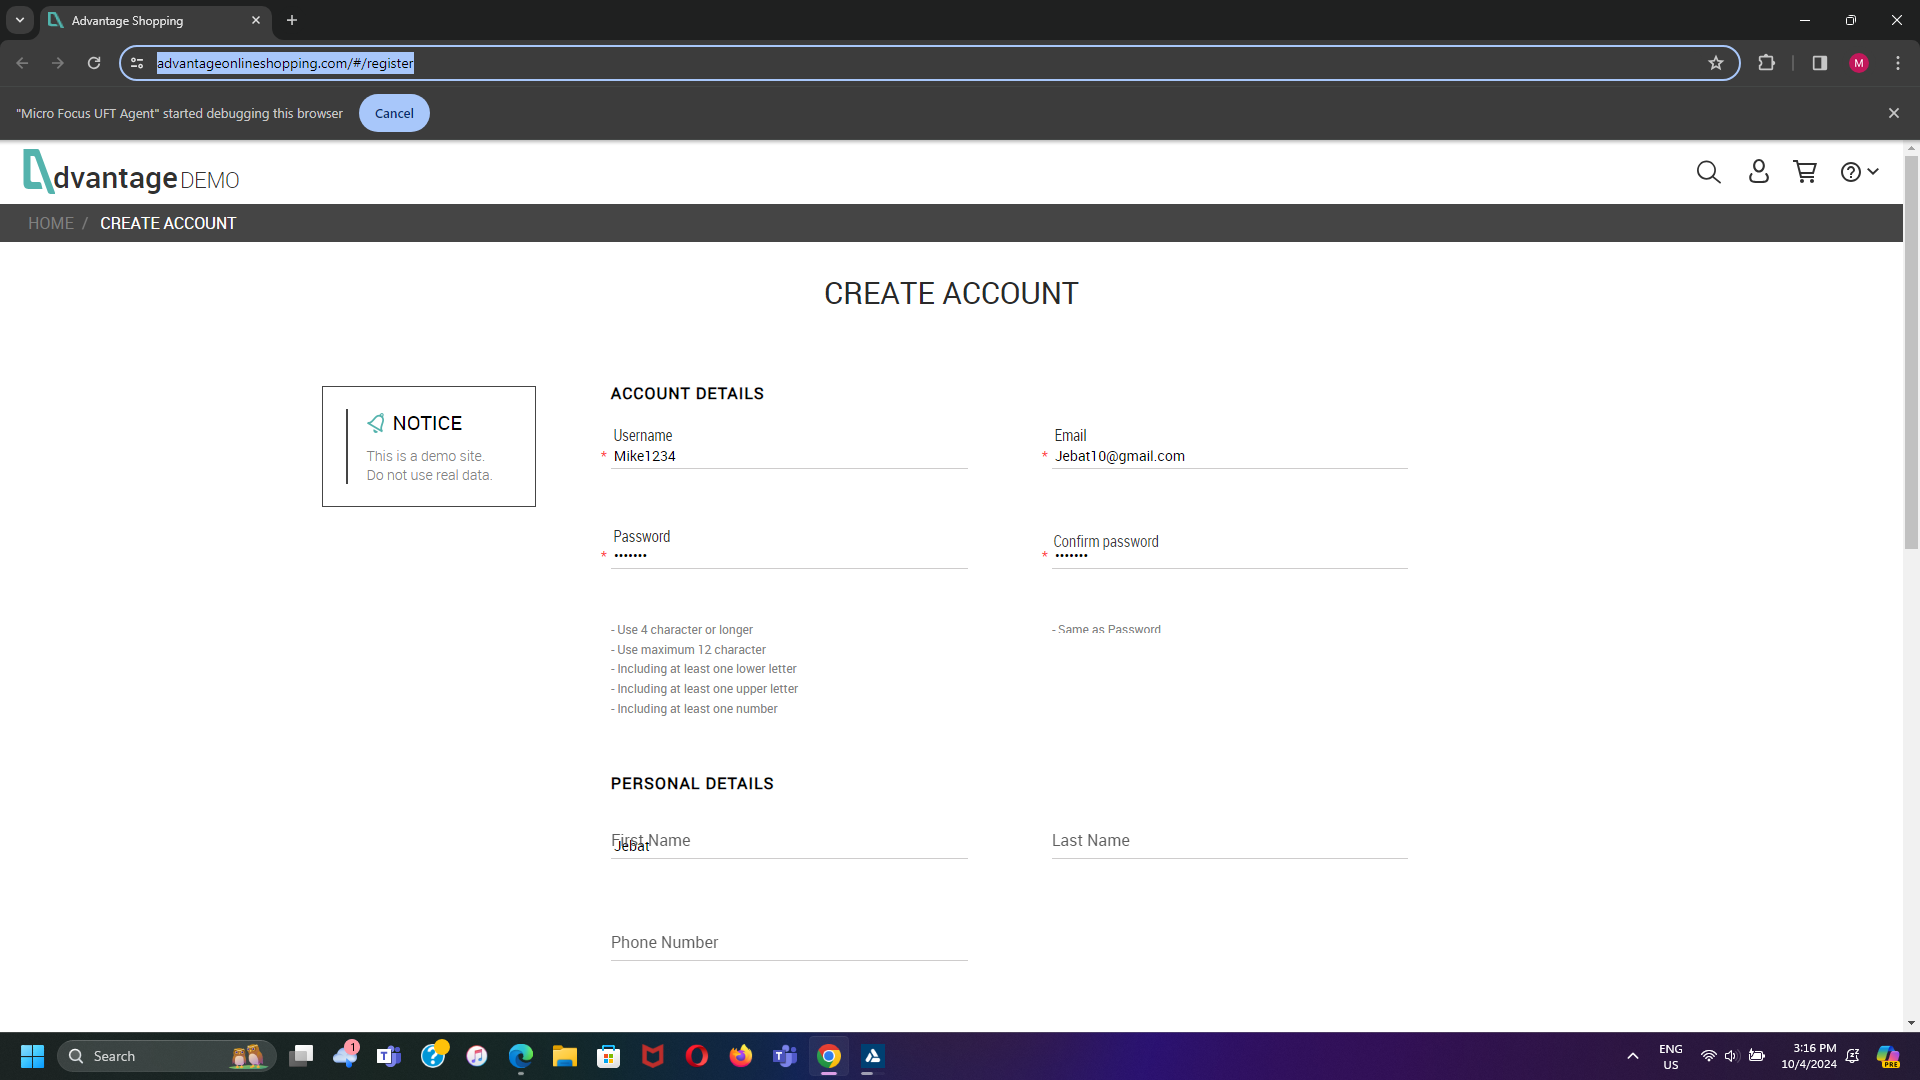 Advantage Shopping
advantageonlineshopping.com/#/register
M
"Micro Focus UFT Agent" started debugging this browser
Cancel
dvantage DEMO
HOME / CREATE ACCOUNT
CREATE ACCOUNT
NOTICE
This is a demo site.
Do not use real data.
ACCOUNT DETAILS
Username
* Mike1234
Email
* Jebat10@gmail.com
Password
* •••••••
Confirm password
* •••••••
- Use 4 character or longer
- Use maximum 12 character
- Including at least one lower letter
- Including at least one upper letter
- Including at least one number
- Same as Password
PERSONAL DETAILS
First Name
Jebat
Last Name
Phone Number
Search
1
ENG
US
3:16 PM
10/4/2024
PRE